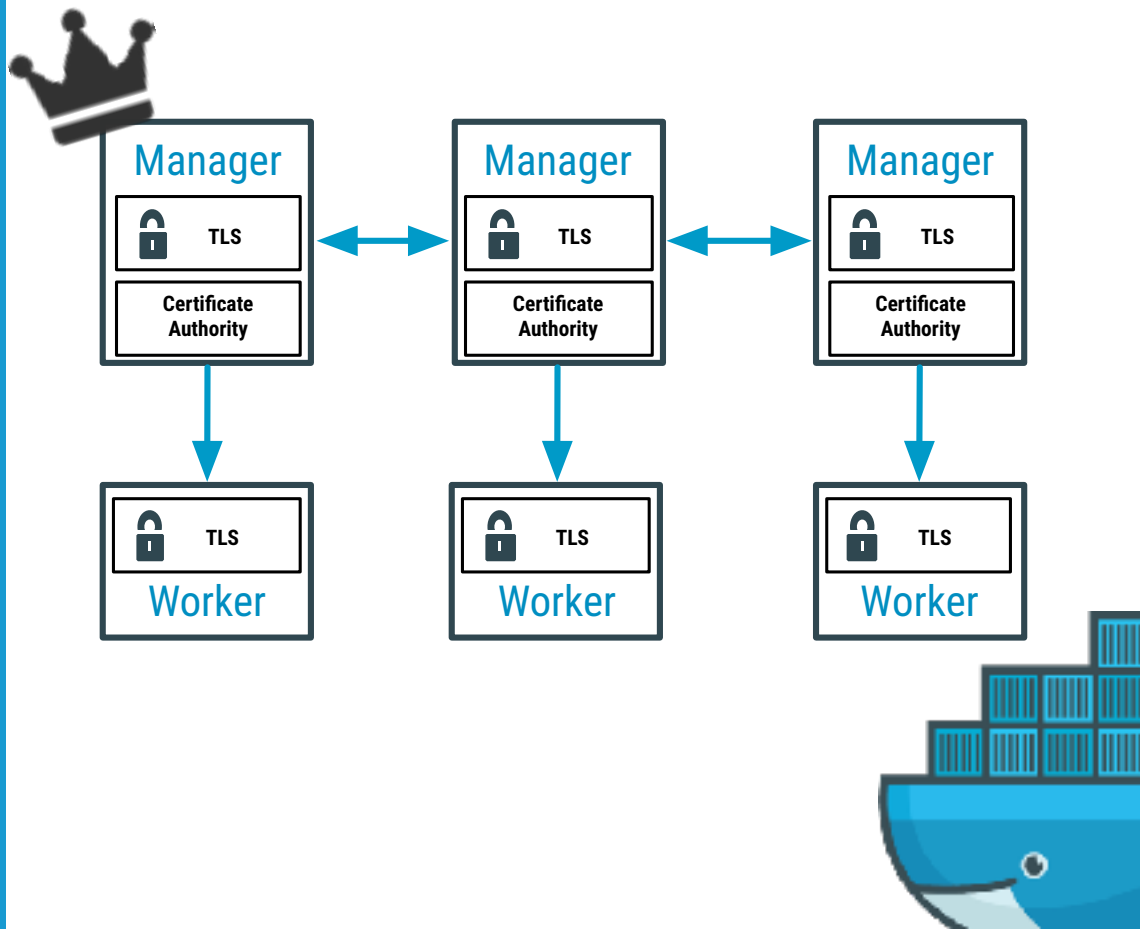 Manager
TLS
Certificate
Authority
Manager
TLS
Certificate
Authority
Manager
TLS
Certificate
Authority
TLS
Worker
TLS
Worker
TLS
Worker